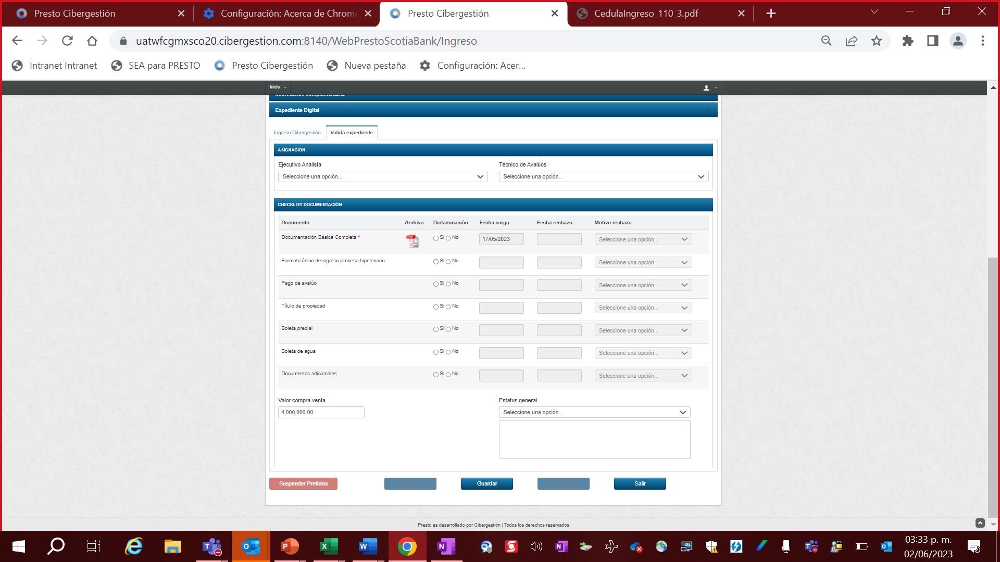 Presto Cibergestión
Configuración: Acerca de Chrome
Presto Cibergestión
CedulaIngreso_110_3.pdf
uatwfcgmxsco20.cibergestion.com:8140/WebPrestoScotiaBank/Ingreso
Intranet Intranet
SEA para PRESTO
Presto Cibergestión
Nueva pestaña
Configuración: Acer...
Inicio
Información complementaria
Expediente Digital
Ingreso Cibergestión
Valida expediente
ASIGNACIÓN
Ejecutivo Analista
Técnico de Avalúos
Seleccione una opción...
Seleccione una opción...
CHECKLIST DOCUMENTACIÓN
Documento Archivo Dictaminación Fecha carga Fecha rechazo Motivo rechazo
Documentación Básica Completa * PDF Si No 17/05/2023 Seleccione una opción...
Formato único de ingreso proceso hipotecario Si No Seleccione una opción...
Pago de avalúo Si No Seleccione una opción...
Título de propiedad Si No Seleccione una opción...
Boleta predial Si No Seleccione una opción...
Boleta de agua Si No Seleccione una opción...
Documentos adicionales Si No Seleccione una opción...
Valor compra venta
Estatus general
4,000,000.00
Seleccione una opción...
Suspender Prefirma
Guardar
Salir
Presto es desarrollado por Cibergestión | Todos los derechos reservados
03:33 p. m.
02/06/2023